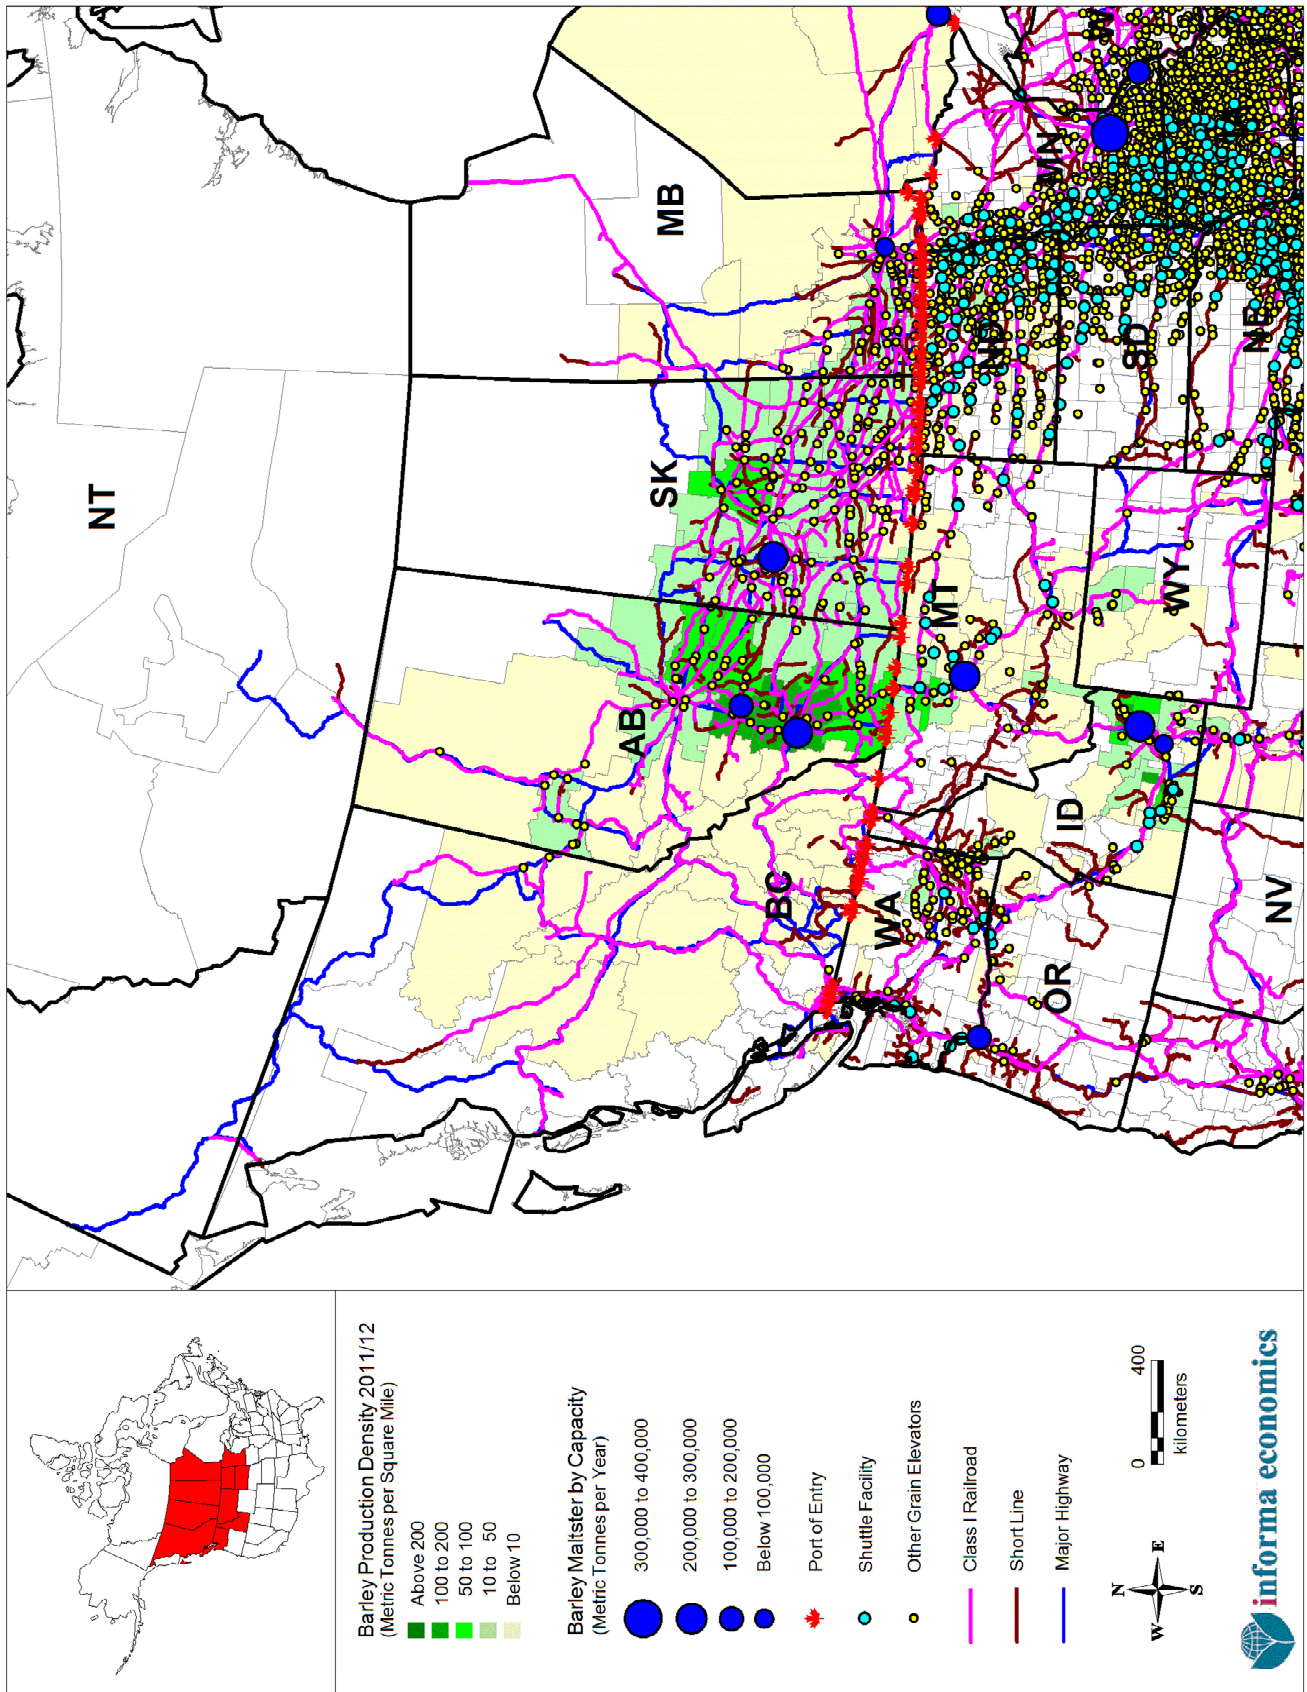 NT
MB
SK
AB
BC
MN
W
ND
SD
NE
MT
WY
ID
WA
OR
NV
Barley Production Density 2011/12
(Metric Tonnes per Square Mile)
Above 200
100 to 200
50 to 100
10 to 50
Below 10
Barley Maltster by Capacity
(Metric Tonnes per Year)
300,000 to 400,000
200,000 to 300,000
100,000 to 200,000
Below 100,000
Port of Entry
Shuttle Facility
Other Grain Elevators
Class I Railroad
Short Line
Major Highway
N
W E
S
0 400
kilometers
informa economics